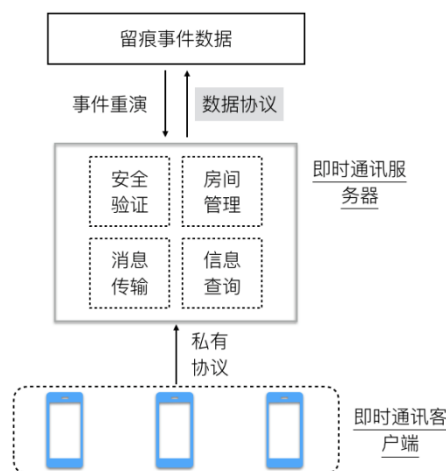 留痕事件数据
事件重演
数据协议
即时通讯服
务器
安全
验证
房间
管理
消息
传输
信息
查询
私有
协议
即时通讯客
户端